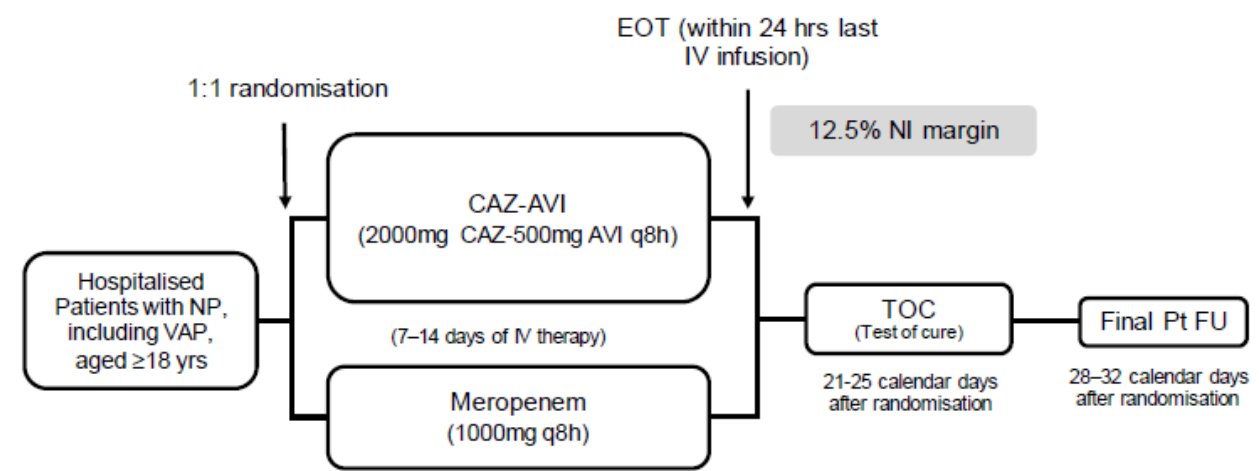 EOT (within 24 hrs last
IV infusion)
1:1 randomisation
12.5% NI margin
CAZ-AVI
(2000mg CAZ-500mg AVI q8h)
Hospitalised
Patients with NP,
including VAP,
aged ≥18 yrs
(7–14 days of IV therapy)
Meropenem
(1000mg q8h)
TOC
(Test of cure)
21-25 calendar days
after randomisation
Final Pt FU
28–32 calendar days
after randomisation